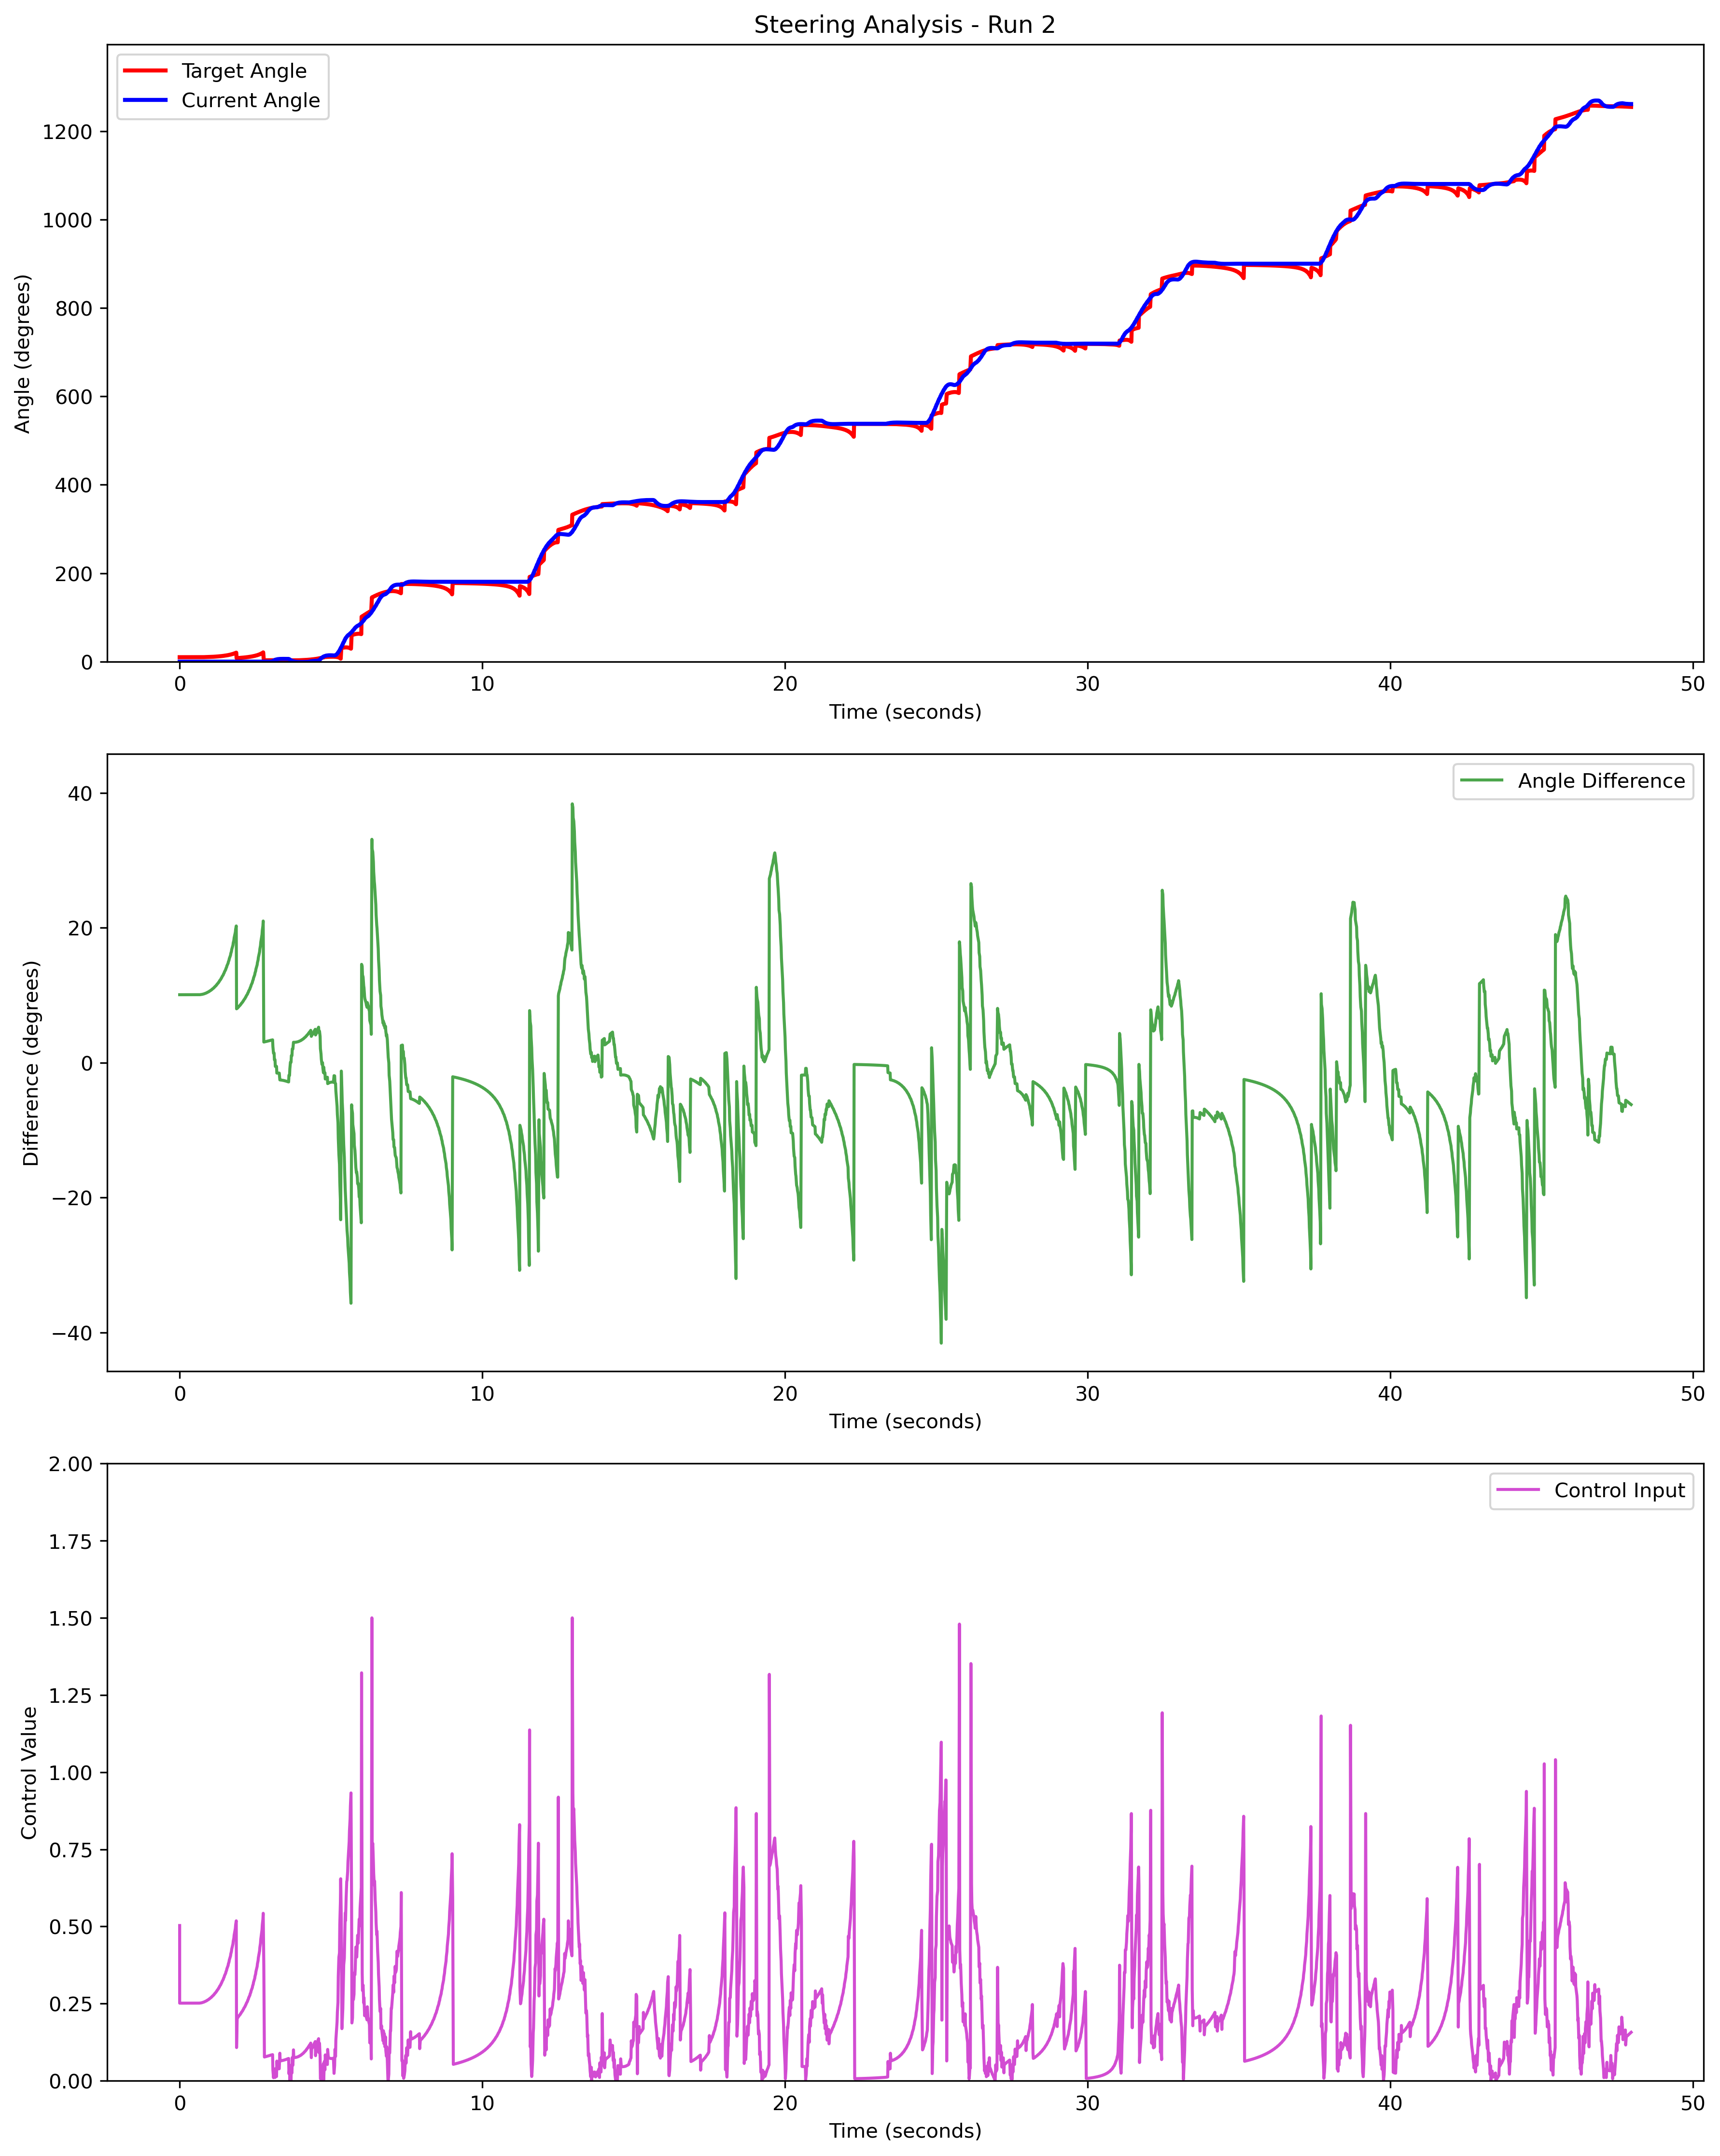 Steering Analysis - Run 2
Target Angle
Current Angle
Angle (degrees)
1200
1000
800
600
400
200
0
0 10 20 30 40 50
Time (seconds)
Angle Difference
Difference (degrees)
40
20
0
−20
−40
0 10 20 30 40 50
Time (seconds)
Control Input
Control Value
2.00
1.75
1.50
1.25
1.00
0.75
0.50
0.25
0.00
0 10 20 30 40 50
Time (seconds)